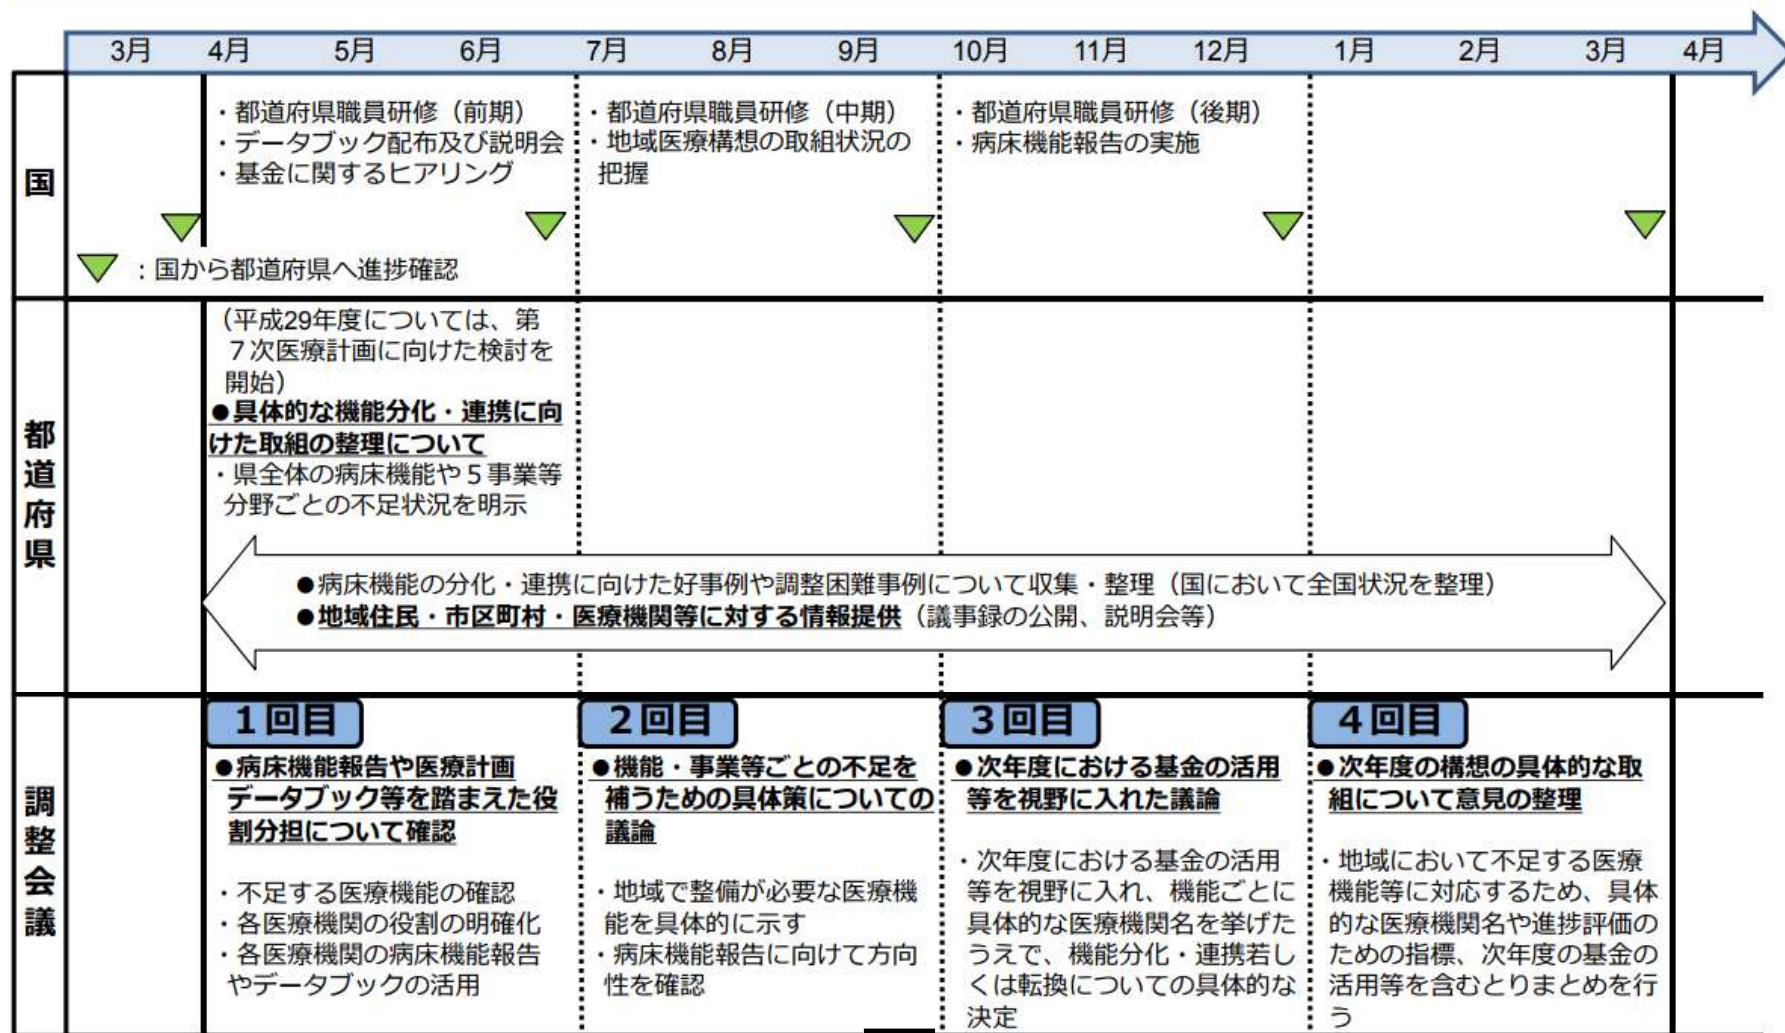 3月 4月 5月 6月 7月 8月 9月 10月 11月 12月 1月 2月 3月 4月
国
・都道府県職員研修（前期）
・データブック配布及び説明会
・基金に関するヒアリング
・都道府県職員研修（中期）
・地域医療構想の取組状況の
把握
・都道府県職員研修（後期）
・病床機能報告の実施
：国から都道府県へ進捗確認
都道府県
（平成29年度については、第
７次医療計画に向けた検討を
開始）
●具体的な機能分化・連携に向
けた取組の整理について
・県全体の病床機能や５事業等
分野ごとの不足状況を明示
●病床機能の分化・連携に向けた好事例や調整困難事例について収集・整理（国において全国状況を整理）
●地域住民・市区町村・医療機関等に対する情報提供（議事録の公開、説明会等）
調整会議
１回目
●病床機能報告や医療計画
データブック等を踏まえた役
割分担について確認
・不足する医療機能の確認
・各医療機関の役割の明確化
・各医療機関の病床機能報告
やデータブックの活用
２回目
●機能・事業等ごとの不足を
補うための具体策についての
議論
・地域で整備が必要な医療機
能を具体的に示す
・病床機能報告に向けて方向
性を確認
３回目
●次年度における基金の活用
等を視野に入れた議論
・次年度における基金の活用
等を視野に入れ、機能ごとに
具体的な医療機関名を挙げた
うえで、機能分化・連携若し
くは転換についての具体的な
決定
４回目
●次年度の構想の具体的な取
組について意見の整理
・地域において不足する医療
機能等に対応するため、具体
的な医療機関名や進捗評価の
ための指標、次年度の基金の
活用等を含むとりまとめを行
う